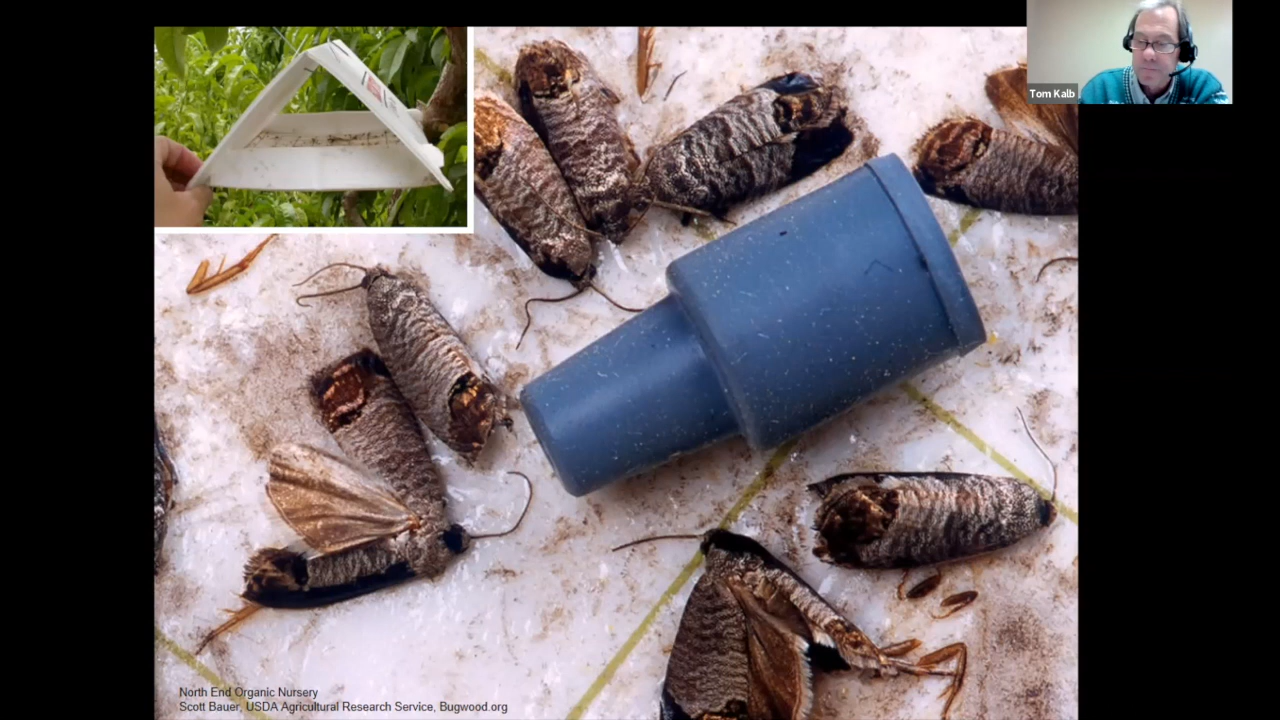 Tom Kalb
North End Organic Nursery
Scott Bauer, USDA Agricultural Research Service, Bugwood.org